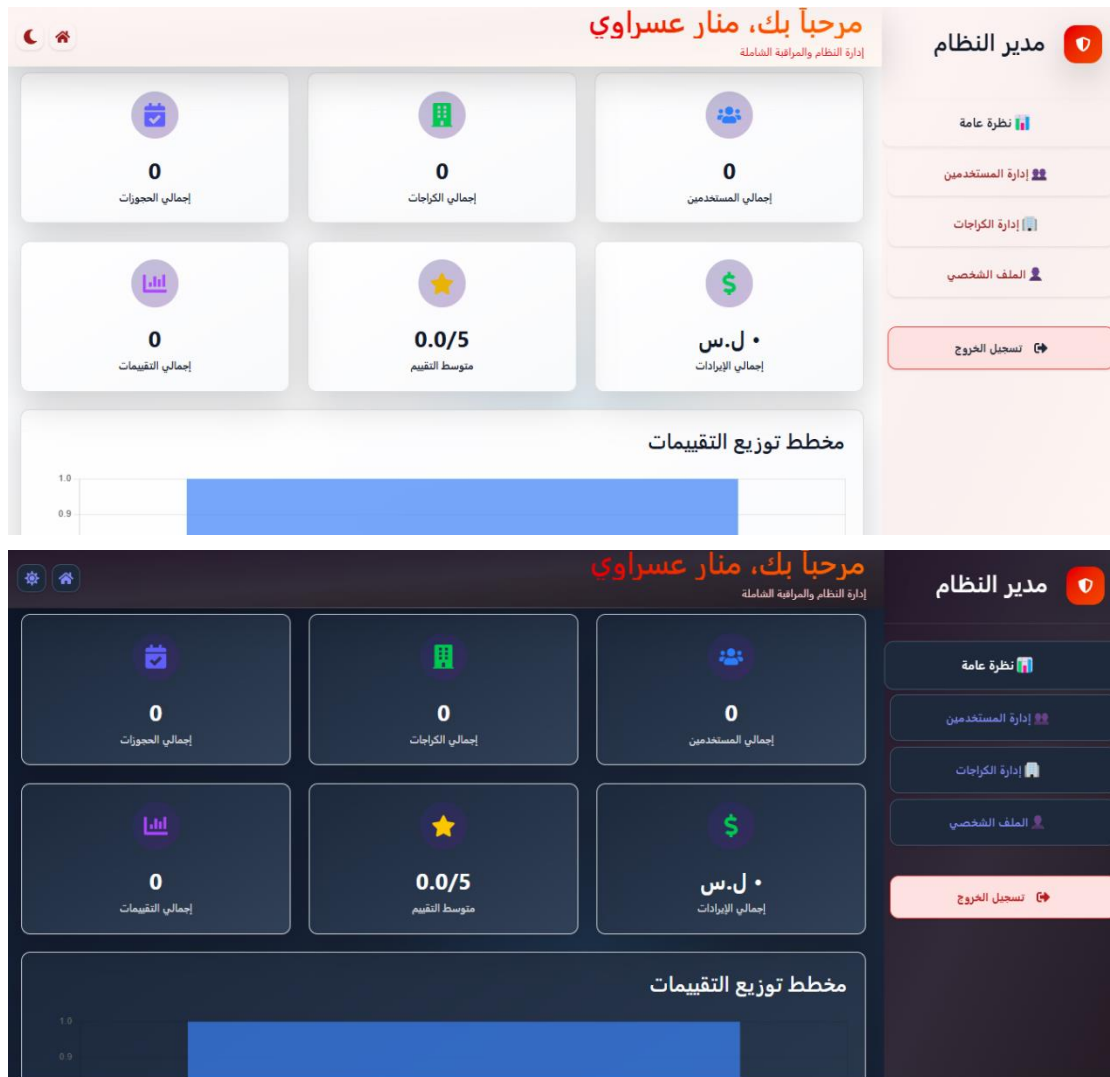 مدير النظام
📊 نظرة عامة
👥 إدارة المستخدمين
🏢 إدارة الكراجات
👤 الملف الشخصي
تسجيل الخروج
مرحباً بك، منار عسراوي
إدارة النظام والمراقبة الشاملة
0
إجمالي المستخدمين
0
إجمالي الكراجات
0
إجمالي الحجوزات
٠ ل.س
إجمالي الإيرادات
0.0/5
متوسط التقييم
0
إجمالي التقييمات
مخطط توزيع التقييمات
1.0
0.9
مدير النظام
📊 نظرة عامة
👥 إدارة المستخدمين
🏢 إدارة الكراجات
👤 الملف الشخصي
تسجيل الخروج
مرحباً بك، منار عسراوي
إدارة النظام والمراقبة الشاملة
0
إجمالي المستخدمين
0
إجمالي الكراجات
0
إجمالي الحجوزات
٠ ل.س
إجمالي الإيرادات
0.0/5
متوسط التقييم
0
إجمالي التقييمات
مخطط توزيع التقييمات
1.0
0.9